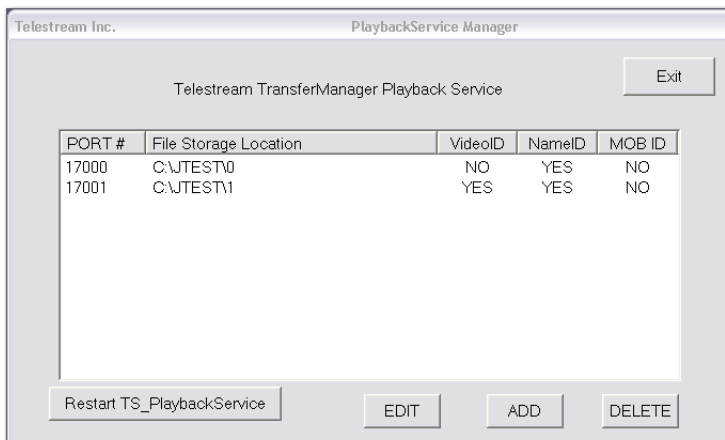 Telestream Inc. PlaybackService Manager
Exit
Telestream TransferManager Playback Service
PORT # File Storage Location VideoID NameID MOB ID
17000 C:\JTEST\0 NO YES NO
17001 C:\JTEST\1 YES YES NO
Restart TS_PlaybackService EDIT ADD DELETE